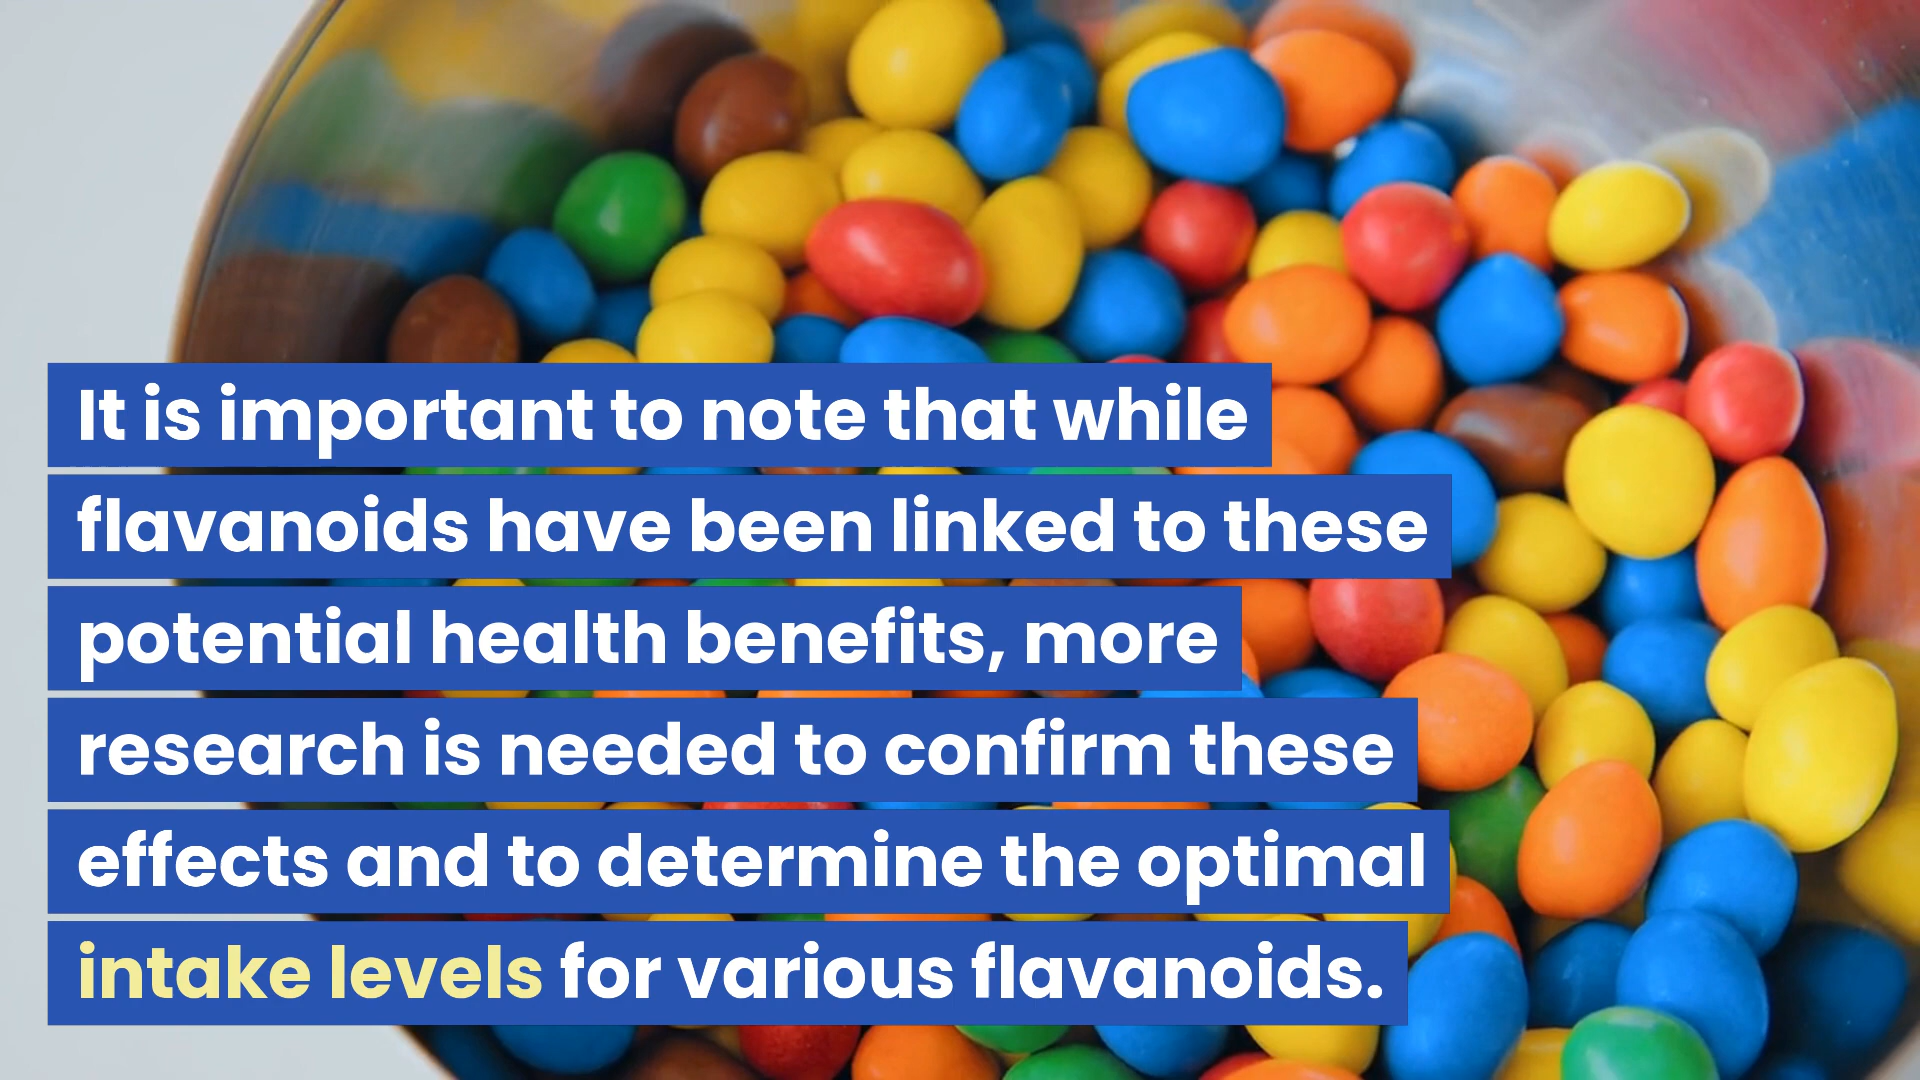 It is important to note that while
flavanoids have been linked to these
potential health benefits, more
research is needed to confirm these
effects and to determine the optimal
intake levels for various flavanoids.